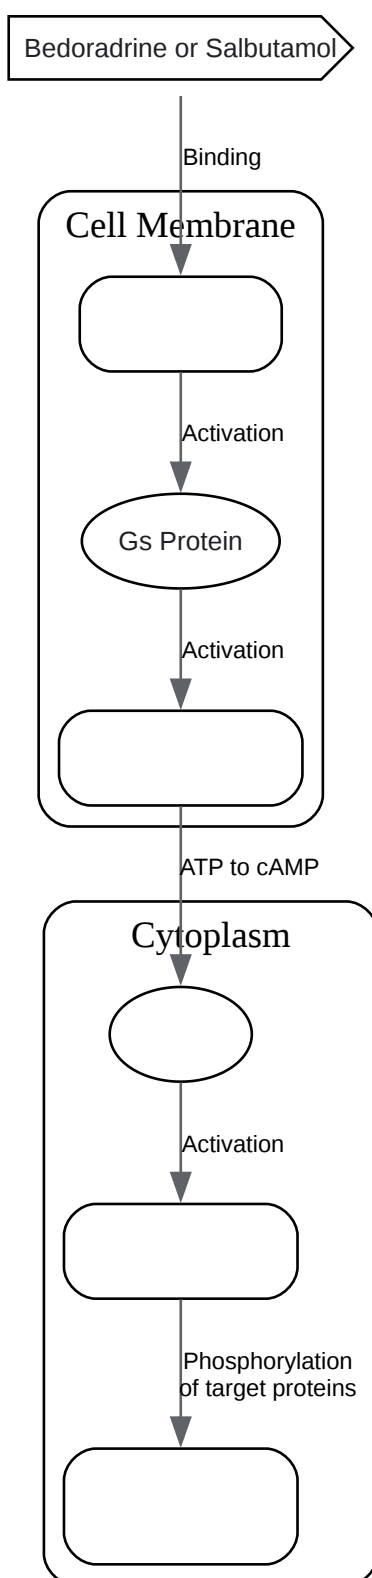 Bedoradrine or Salbutamol
Binding
Cell Membrane
Activation
Gs Protein
Activation
ATP to cAMP
Cytoplasm
Activation
Phosphorylation
of target proteins